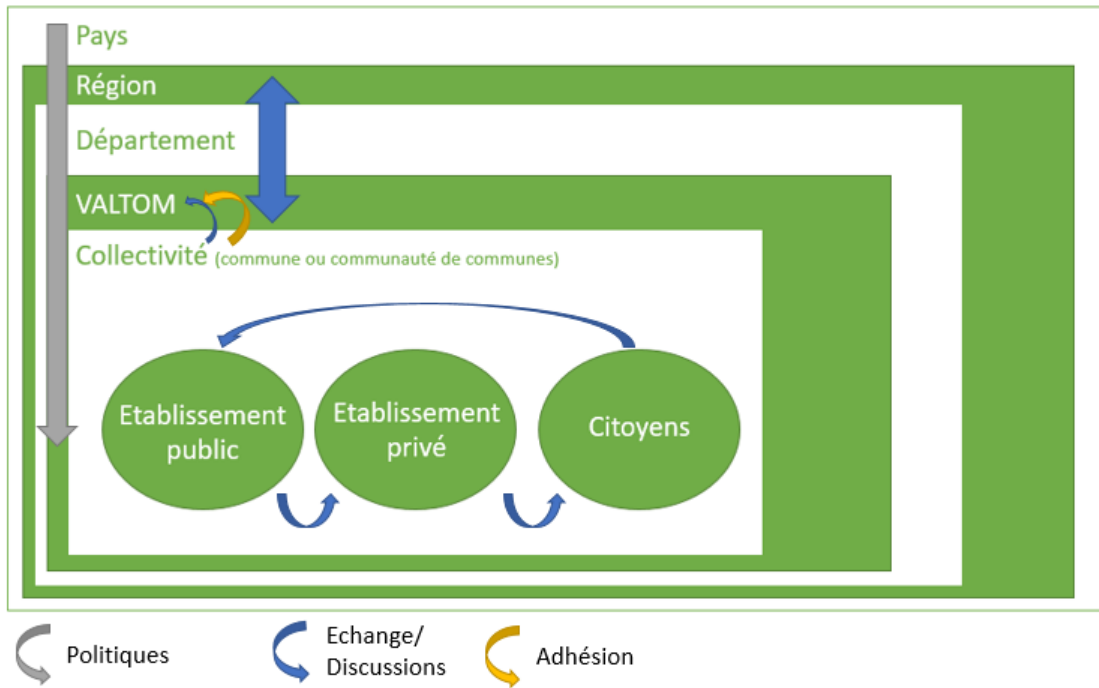 Pays
Région
Département
VALTOM
Collectivité (commune ou communauté de communes)
Etablissement
public
Etablissement
privé
Citoyens
Politiques
Echange/
Discussions
Adhésion